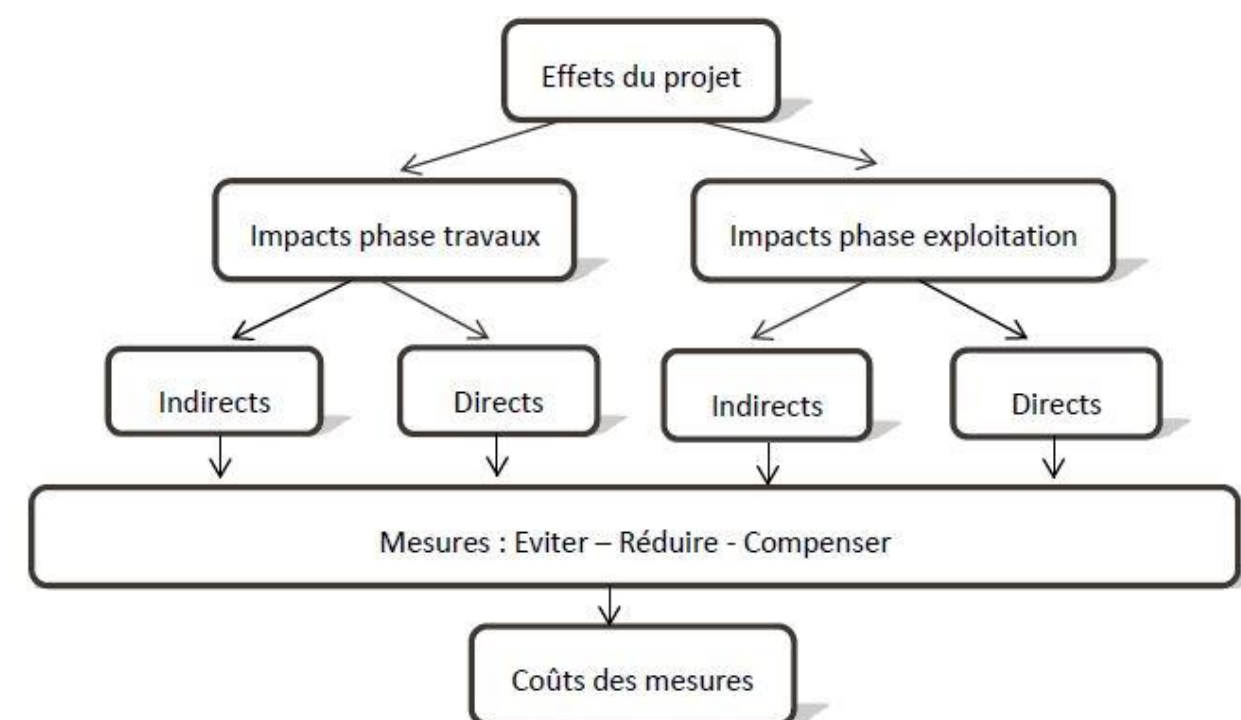 Effets du projet
Impacts phase travaux
Impacts phase exploitation
Indirects
Directs
Indirects
Directs
Mesures : Eviter – Réduire - Compenser
Coûts des mesures